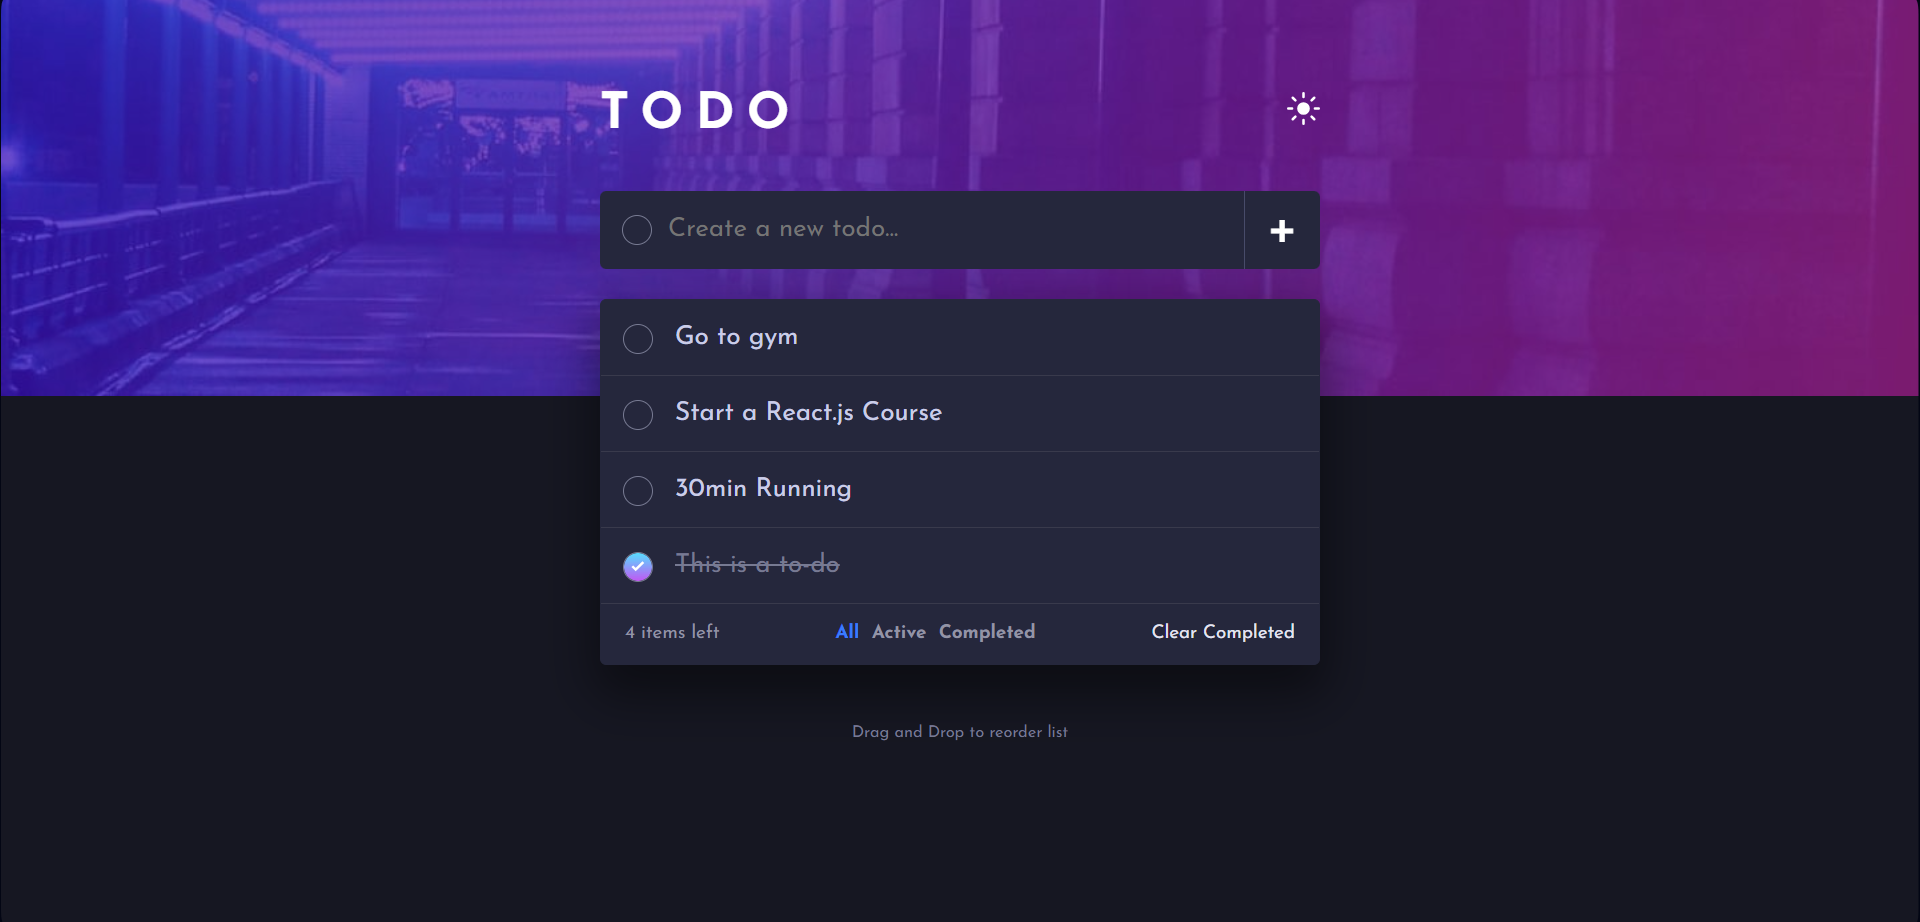 TODO
Create a new todo...
Go to gym
Start a React.js Course
30min Running
This is a to-do
4 items left All Active Completed Clear Completed
Drag and Drop to reorder list